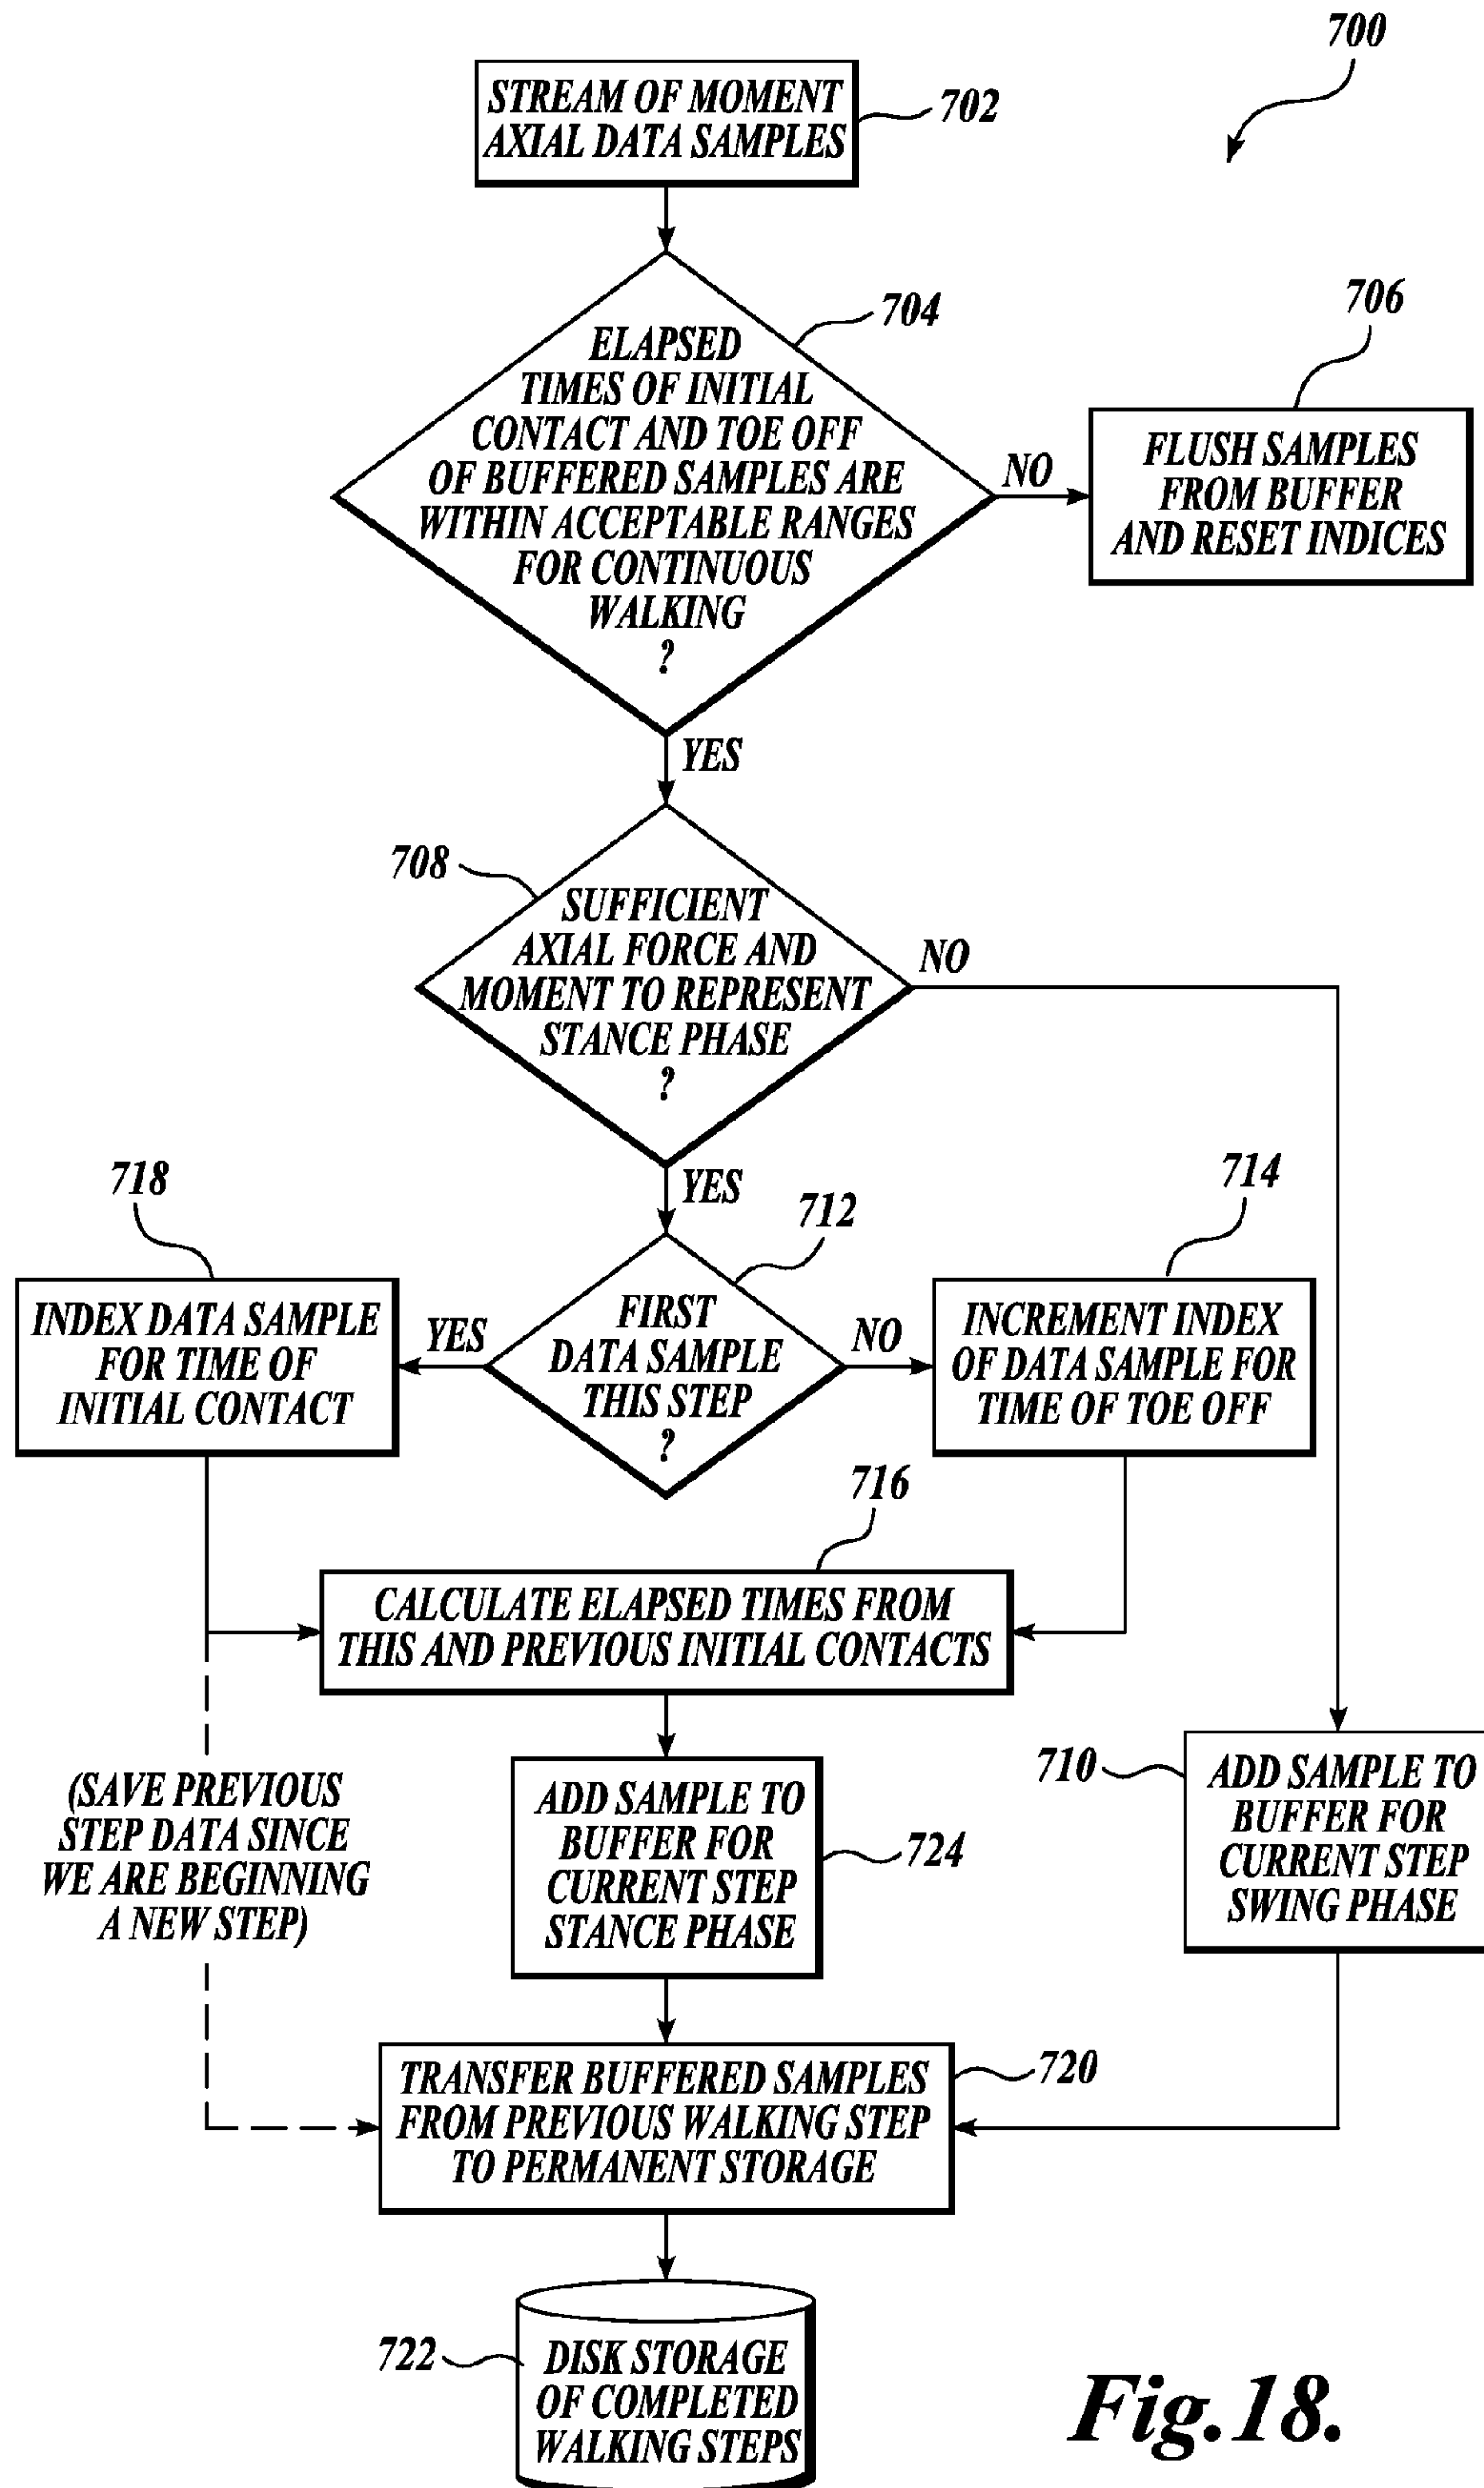 700
STREAM OF MOMENT
AXIAL DATA SAMPLES
702
704
ELAPSED
TIMES OF INITIAL
CONTACT AND TOE OFF
OF BUFFERED SAMPLES ARE
WITHIN ACCEPTABLE RANGES
FOR CONTINUOUS
WALKING
?
NO
706
FLUSH SAMPLES
FROM BUFFER
AND RESET INDICES
YES
708
SUFFICIENT
AXIAL FORCE AND
MOMENT TO REPRESENT
STANCE PHASE
?
NO
YES
712
FIRST
DATA SAMPLE
THIS STEP
?
YES
NO
718
INDEX DATA SAMPLE
FOR TIME OF
INITIAL CONTACT
714
INCREMENT INDEX
OF DATA SAMPLE FOR
TIME OF TOE OFF
716
CALCULATE ELAPSED TIMES FROM
THIS AND PREVIOUS INITIAL CONTACTS
(SAVE PREVIOUS
STEP DATA SINCE
WE ARE BEGINNING
A NEW STEP)
ADD SAMPLE TO
BUFFER FOR
CURRENT STEP
STANCE PHASE
724
710
ADD SAMPLE TO
BUFFER FOR
CURRENT STEP
SWING PHASE
TRANSFER BUFFERED SAMPLES
FROM PREVIOUS WALKING STEP
TO PERMANENT STORAGE
720
722
DISK STORAGE
OF COMPLETED
WALKING STEPS
Fig.18.